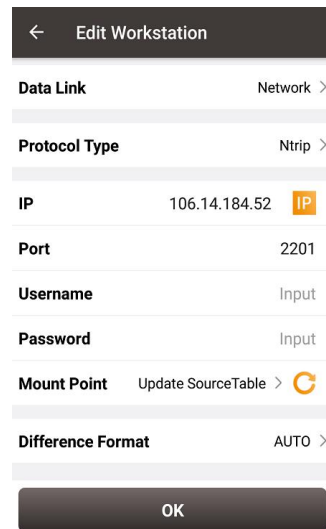 Edit Workstation
Data Link Network
Protocol Type Ntrip
IP 106.14.184.52 IP
Port 2201
Username Input
Password Input
Mount Point Update SourceTable
Difference Format AUTO
OK